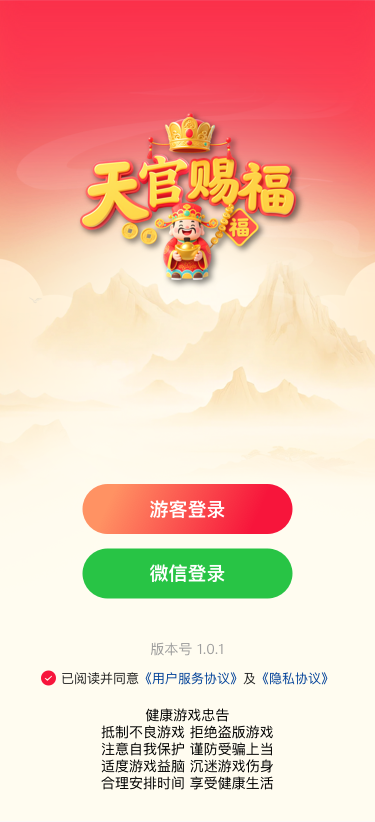 天官赐福
福
游客登录
微信登录
版本号 1.0.1
已阅读并同意《用户服务协议》及《隐私协议》
健康游戏忠告
抵制不良游戏 拒绝盗版游戏
注意自我保护 谨防受骗上当
适度游戏益脑 沉迷游戏伤身
合理安排时间 享受健康生活